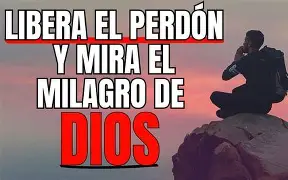 LIBERA EL PERDÓN
Y MIRA EL
MILAGRO DE
DIOS